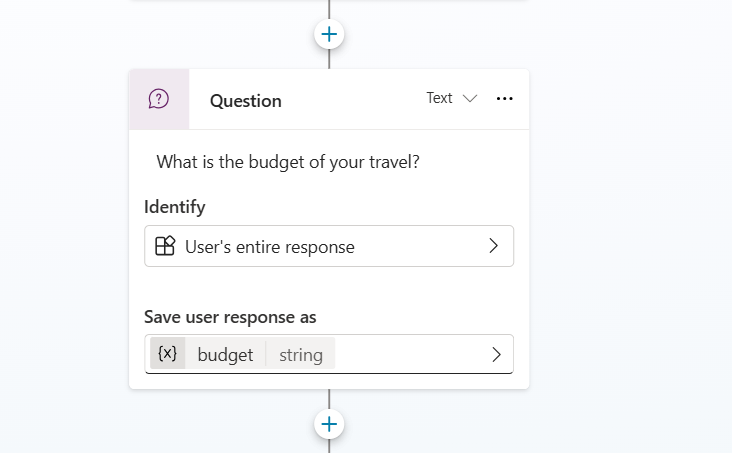 Question Text
What is the budget of your travel?
Identify
User's entire response
Save user response as
{x} budget string